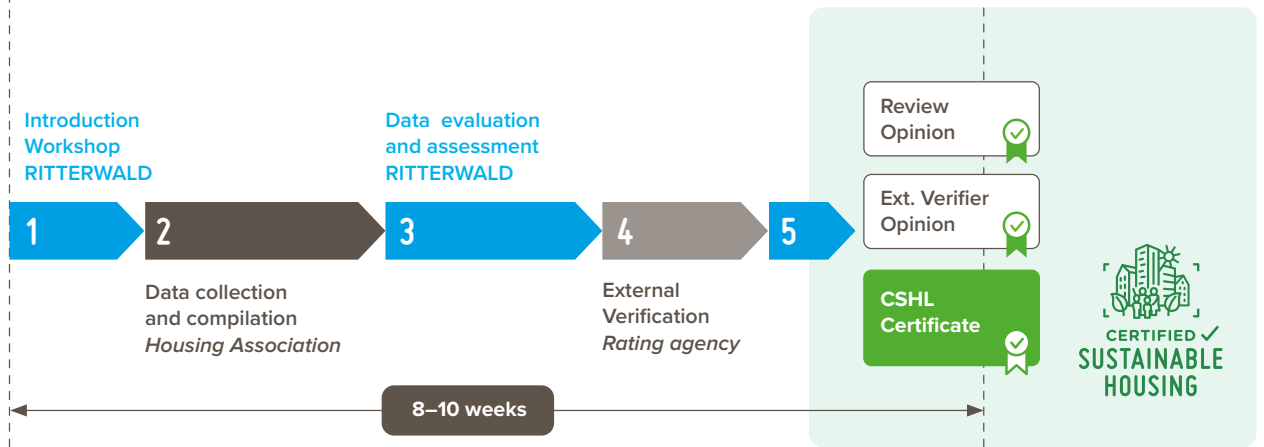 Introduction
Workshop
RITTERWALD
Data evaluation
and assessment
RITTERWALD
1
2
3
4
5
Data collection
and compilation
Housing Association
External
Verification
Rating agency
8–10 weeks
Review
Opinion
Ext. Verifier
Opinion
CSHL
Certificate
CERTIFIED
SUSTAINABLE
HOUSING